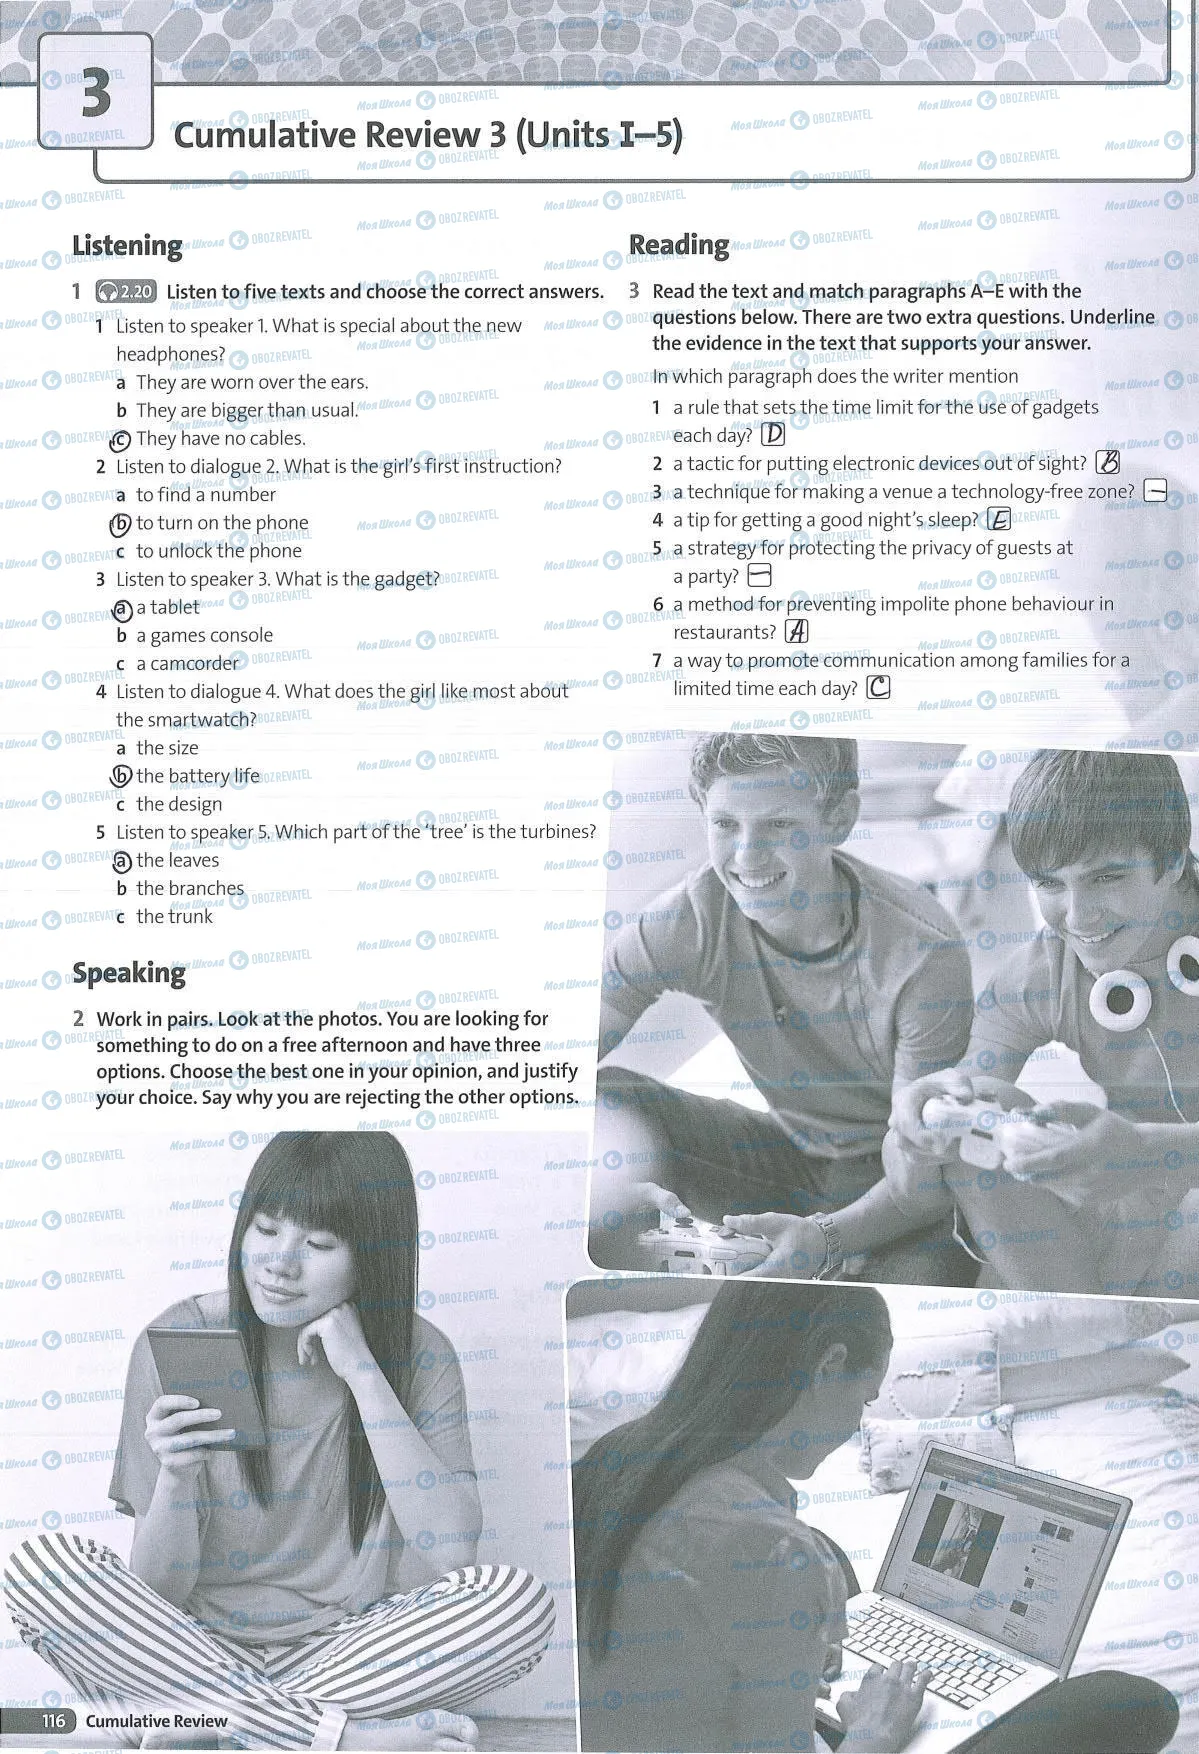 3
Cumulative Review 3 (Units I–5)
Listening
1 2.20 Listen to five texts and choose the correct answers.
1 Listen to speaker 1. What is special about the new
headphones?
a They are worn over the ears.
b They are bigger than usual.
c They have no cables.
2 Listen to dialogue 2. What is the girl's first instruction?
a to find a number
b to turn on the phone
c to unlock the phone
3 Listen to speaker 3. What is the gadget?
a a tablet
b a games console
c a camcorder
4 Listen to dialogue 4. What does the girl like most about
the smartwatch?
a the size
b the battery life
c the design
5 Listen to speaker 5. Which part of the 'tree' is the turbines?
a the leaves
b the branches
c the trunk
Speaking
2 Work in pairs. Look at the photos. You are looking for
something to do on a free afternoon and have three
options. Choose the best one in your opinion, and justify
your choice. Say why you are rejecting the other options.
Reading
3 Read the text and match paragraphs A–E with the
questions below. There are two extra questions. Underline
the evidence in the text that supports your answer.
In which paragraph does the writer mention
1 a rule that sets the time limit for the use of gadgets
each day? D
2 a tactic for putting electronic devices out of sight? B
3 a technique for making a venue a technology-free zone? –
4 a tip for getting a good night's sleep? E
5 a strategy for protecting the privacy of guests at
a party? –
6 a method for preventing impolite phone behaviour in
restaurants? A
7 a way to promote communication among families for a
limited time each day? C
116 Cumulative Review
Моя Школа OBOZREVATEL